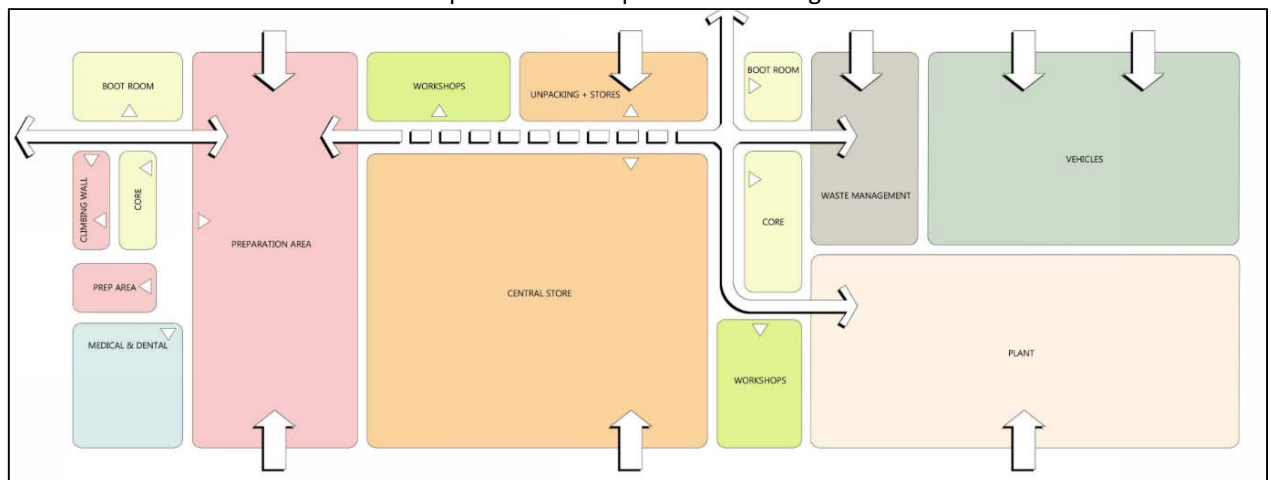 BOOT ROOM
WORKSHOPS
UNPACKING + STORES
BOOT ROOM
VEHICLES
CLIMBING WALL
CORE
WASTE MANAGEMENT
CORE
PREPARATION AREA
PREP AREA
CENTRAL STORE
MEDICAL & DENTAL
PLANT
WORKSHOPS